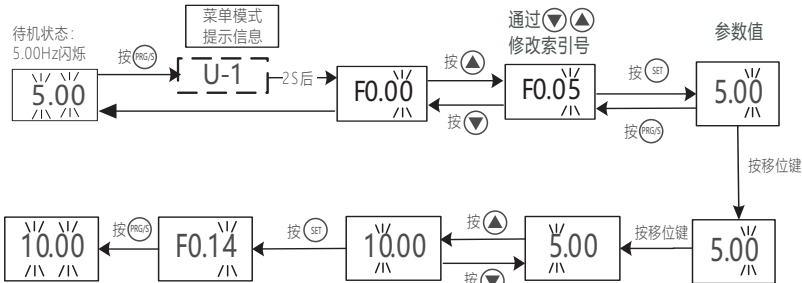 待机状态：
5.00Hz闪烁
5.00
按PRG/S
菜单模式
提示信息
U-1
2S后
F0.00
按▲
按▼
通过▼▲
修改索引号
F0.05
按SET
按PRG/S
参数值
5.00
按移位键
5.00
按移位键
5.00
按▲
按▼
10.00
按SET
F0.14
按PRG/S
10.00